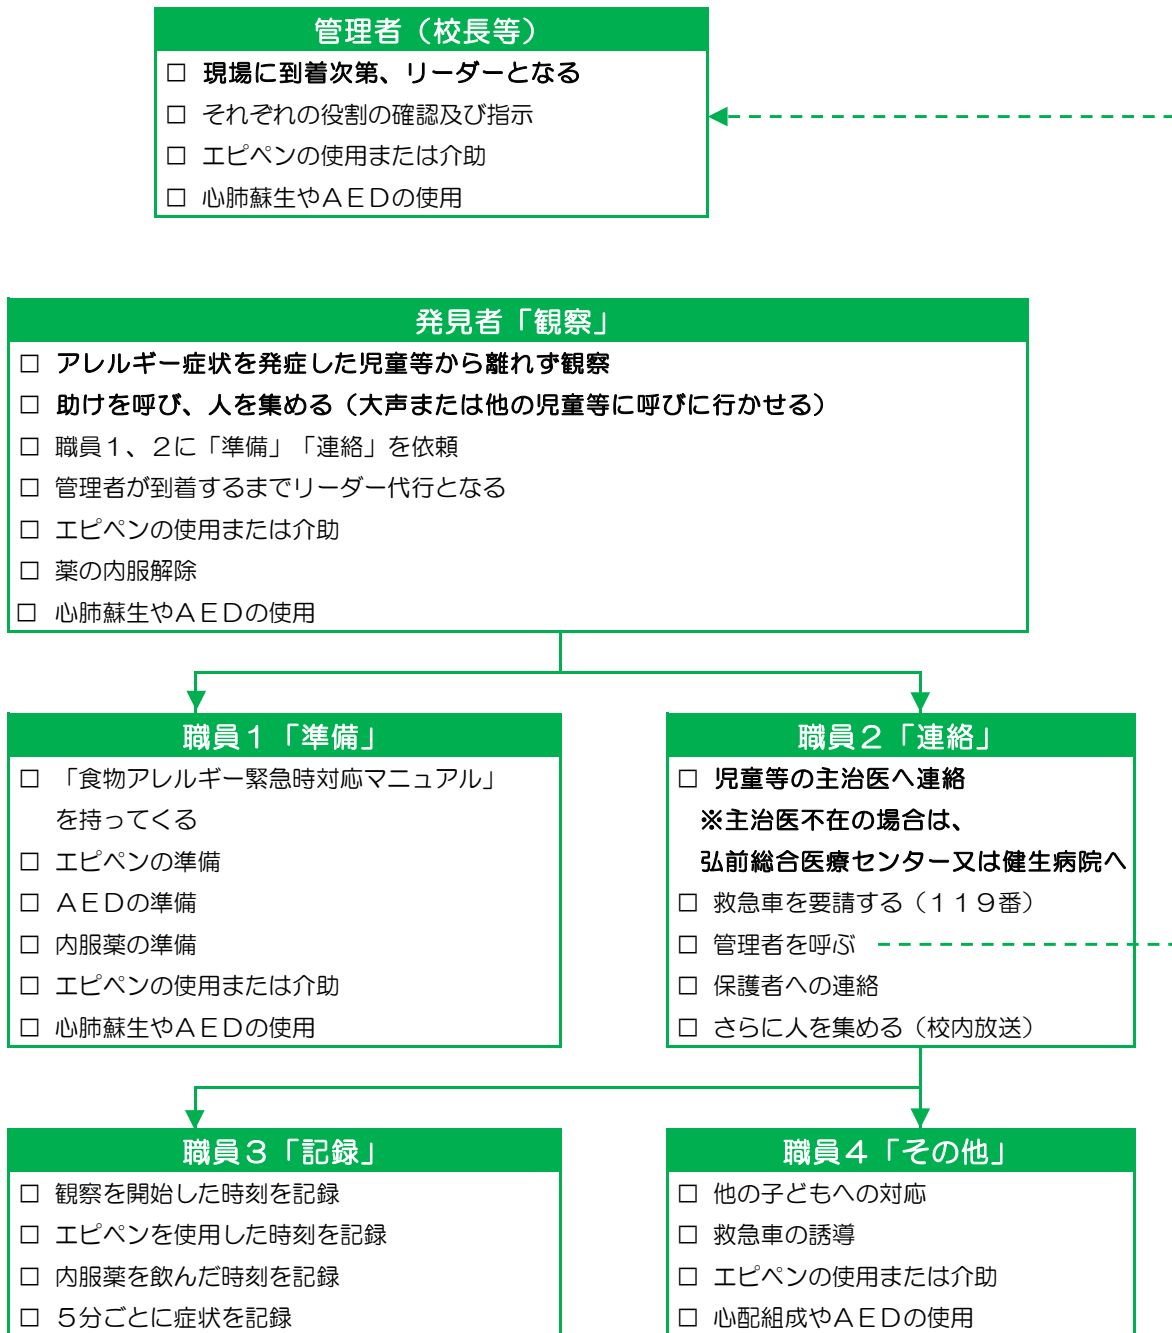 管理者（校長等）
□ 現場に到着次第、リーダーとなる
□ それぞれの役割の確認及び指示
□ エピペンの使用または介助
□ 心肺蘇生やＡＥＤの使用
発見者「観察」
□ アレルギー症状を発症した児童等から離れず観察
□ 助けを呼び、人を集める（大声または他の児童等に呼びに行かせる）
□ 職員１、２に「準備」「連絡」を依頼
□ 管理者が到着するまでリーダー代行となる
□ エピペンの使用または介助
□ 薬の内服解除
□ 心肺蘇生やＡＥＤの使用
職員１「準備」
□ 「食物アレルギー緊急時対応マニュアル」
を持ってくる
□ エピペンの準備
□ ＡＥＤの準備
□ 内服薬の準備
□ エピペンの使用または介助
□ 心肺蘇生やＡＥＤの使用
職員２「連絡」
□ 児童等の主治医へ連絡
※主治医不在の場合は、
弘前総合医療センター又は健生病院へ
□ 救急車を要請する（１１９番）
□ 管理者を呼ぶ
□ 保護者への連絡
□ さらに人を集める（校内放送）
職員３「記録」
□ 観察を開始した時刻を記録
□ エピペンを使用した時刻を記録
□ 内服薬を飲んだ時刻を記録
□ ５分ごとに症状を記録
職員４「その他」
□ 他の子どもへの対応
□ 救急車の誘導
□ エピペンの使用または介助
□ 心配組成やＡＥＤの使用